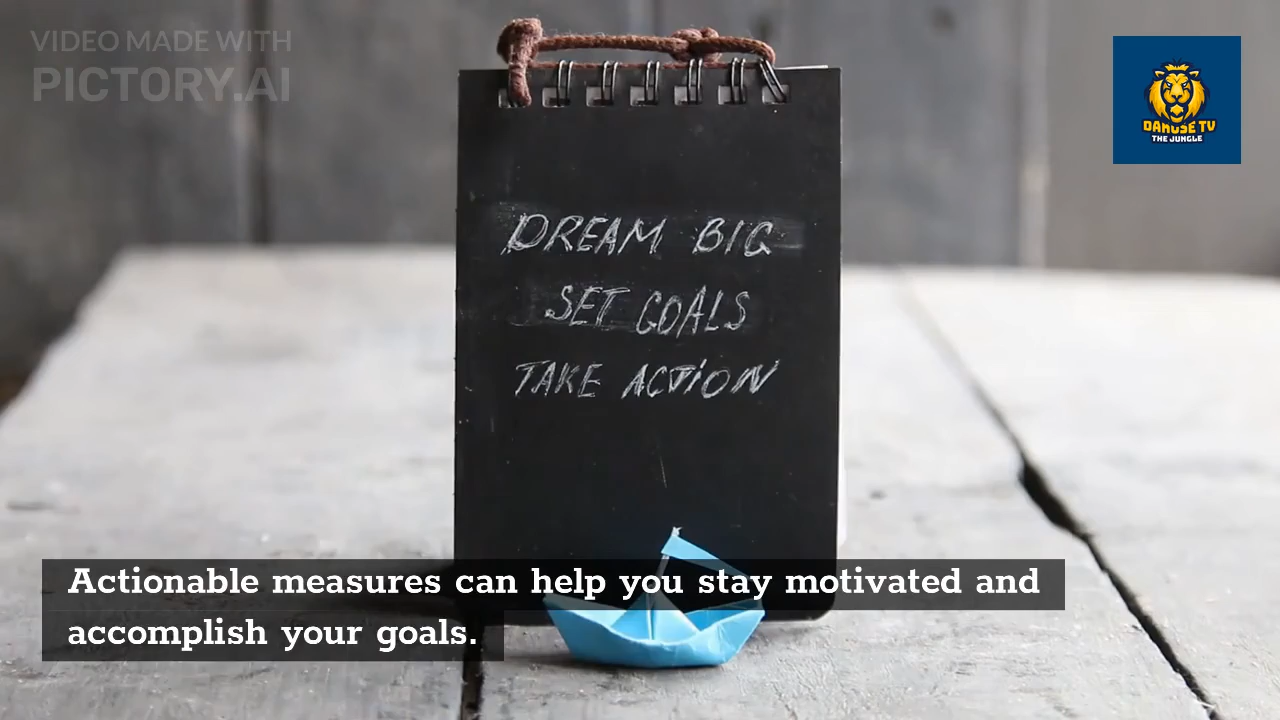 VIDEO MADE WITH
PICTORY.AI
DAMUSE TV
THE JUNGLE
DREAM BIG
SET GOALS
TAKE ACTION
Actionable measures can help you stay motivated and
accomplish your goals.